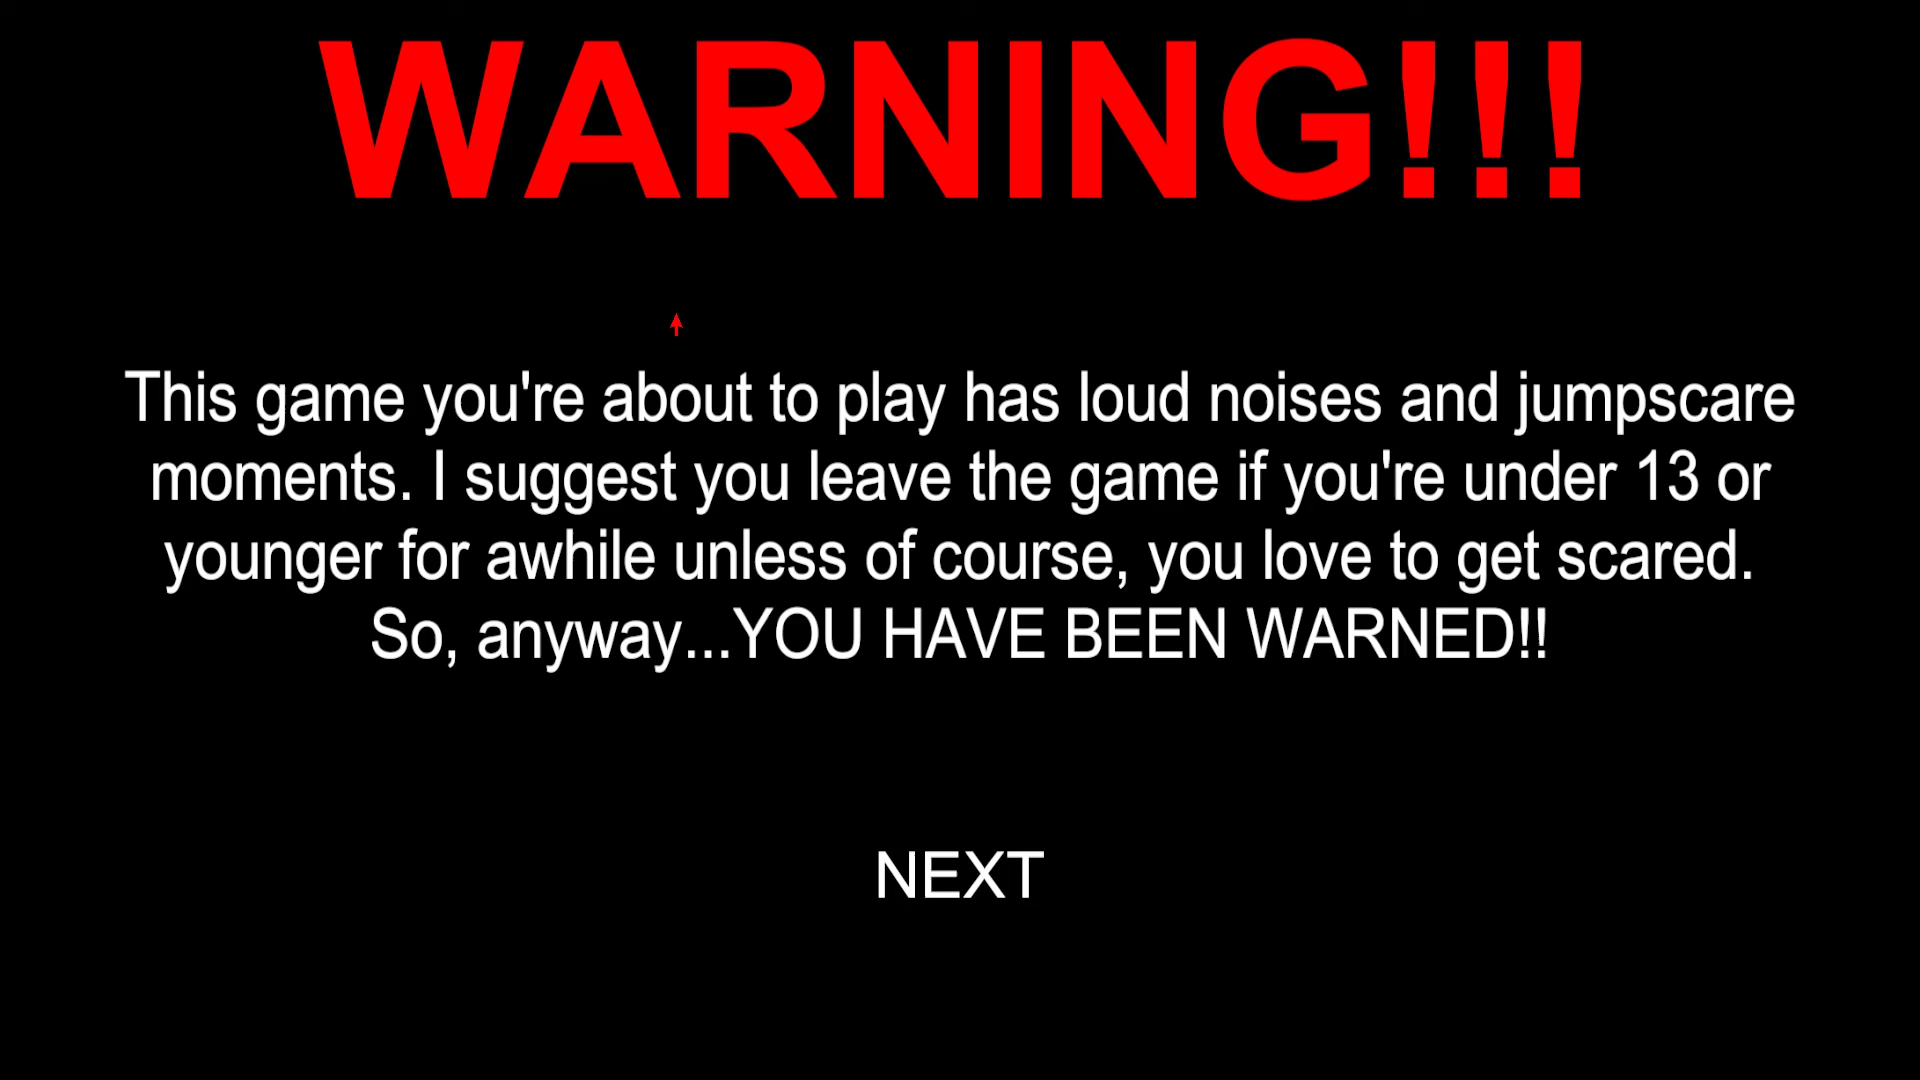 WARNING!!!
This game you're about to play has loud noises and jumpscare
moments. I suggest you leave the game if you're under 13 or
younger for awhile unless of course, you love to get scared.
So, anyway...YOU HAVE BEEN WARNED!!
NEXT